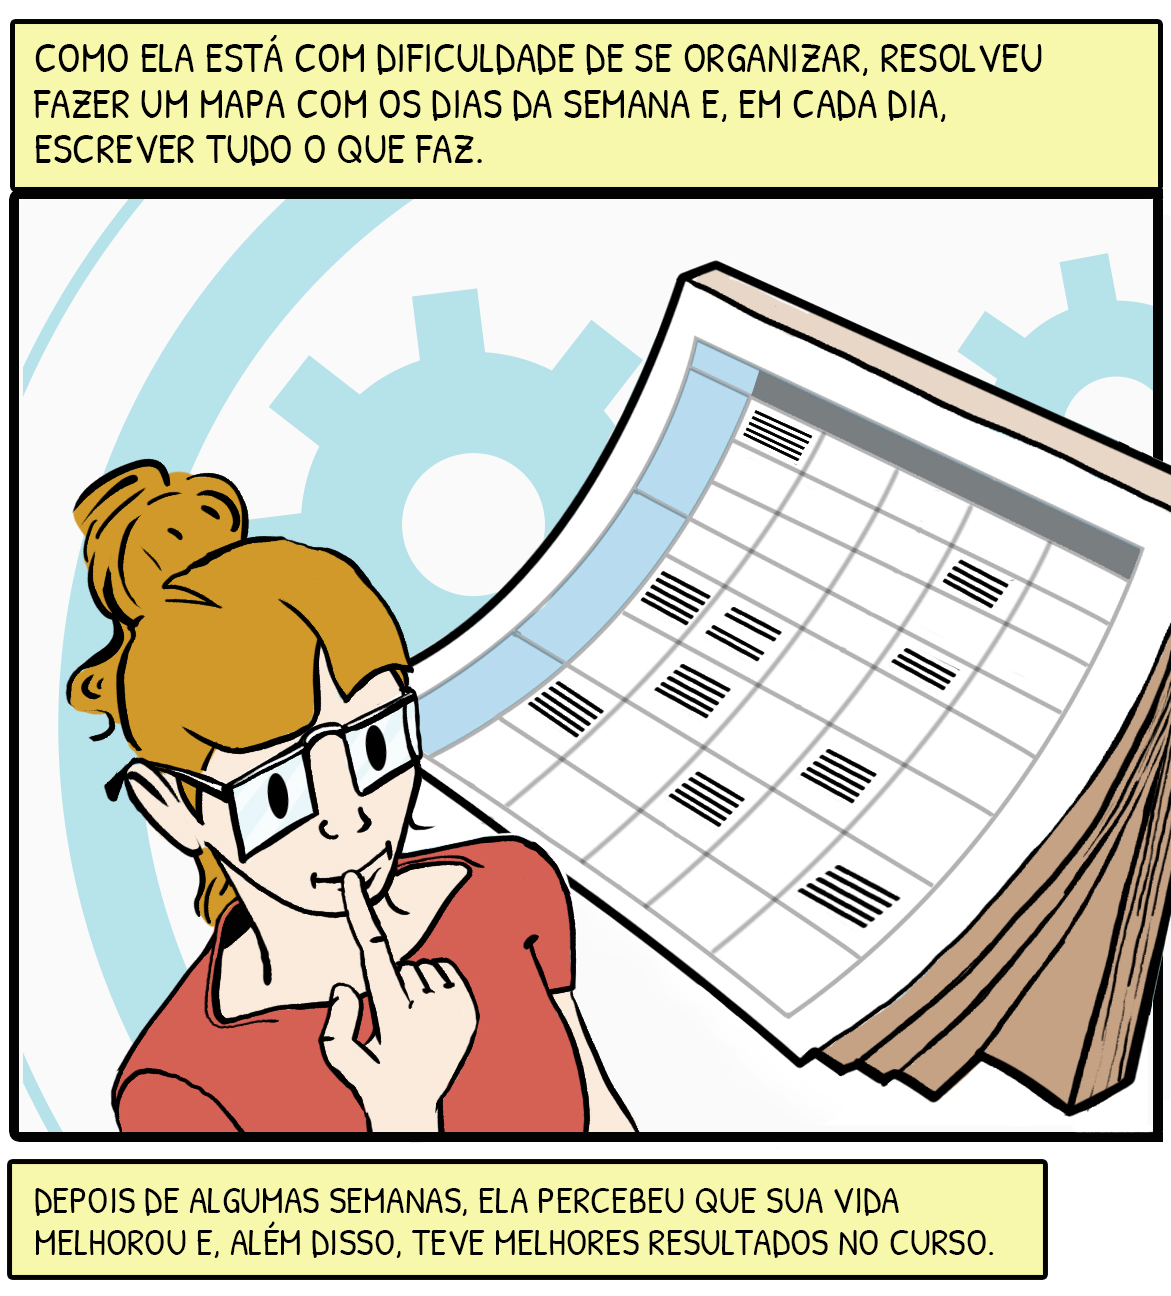 COMO ELA ESTÁ COM DIFICULDADE DE SE ORGANIZAR, RESOLVEU
FAZER UM MAPA COM OS DIAS DA SEMANA E, EM CADA DIA,
ESCREVER TUDO O QUE FAZ.
DEPOIS DE ALGUMAS SEMANAS, ELA PERCEBEU QUE SUA VIDA
MELHOROU E, ALÉM DISSO, TEVE MELHORES RESULTADOS NO CURSO.